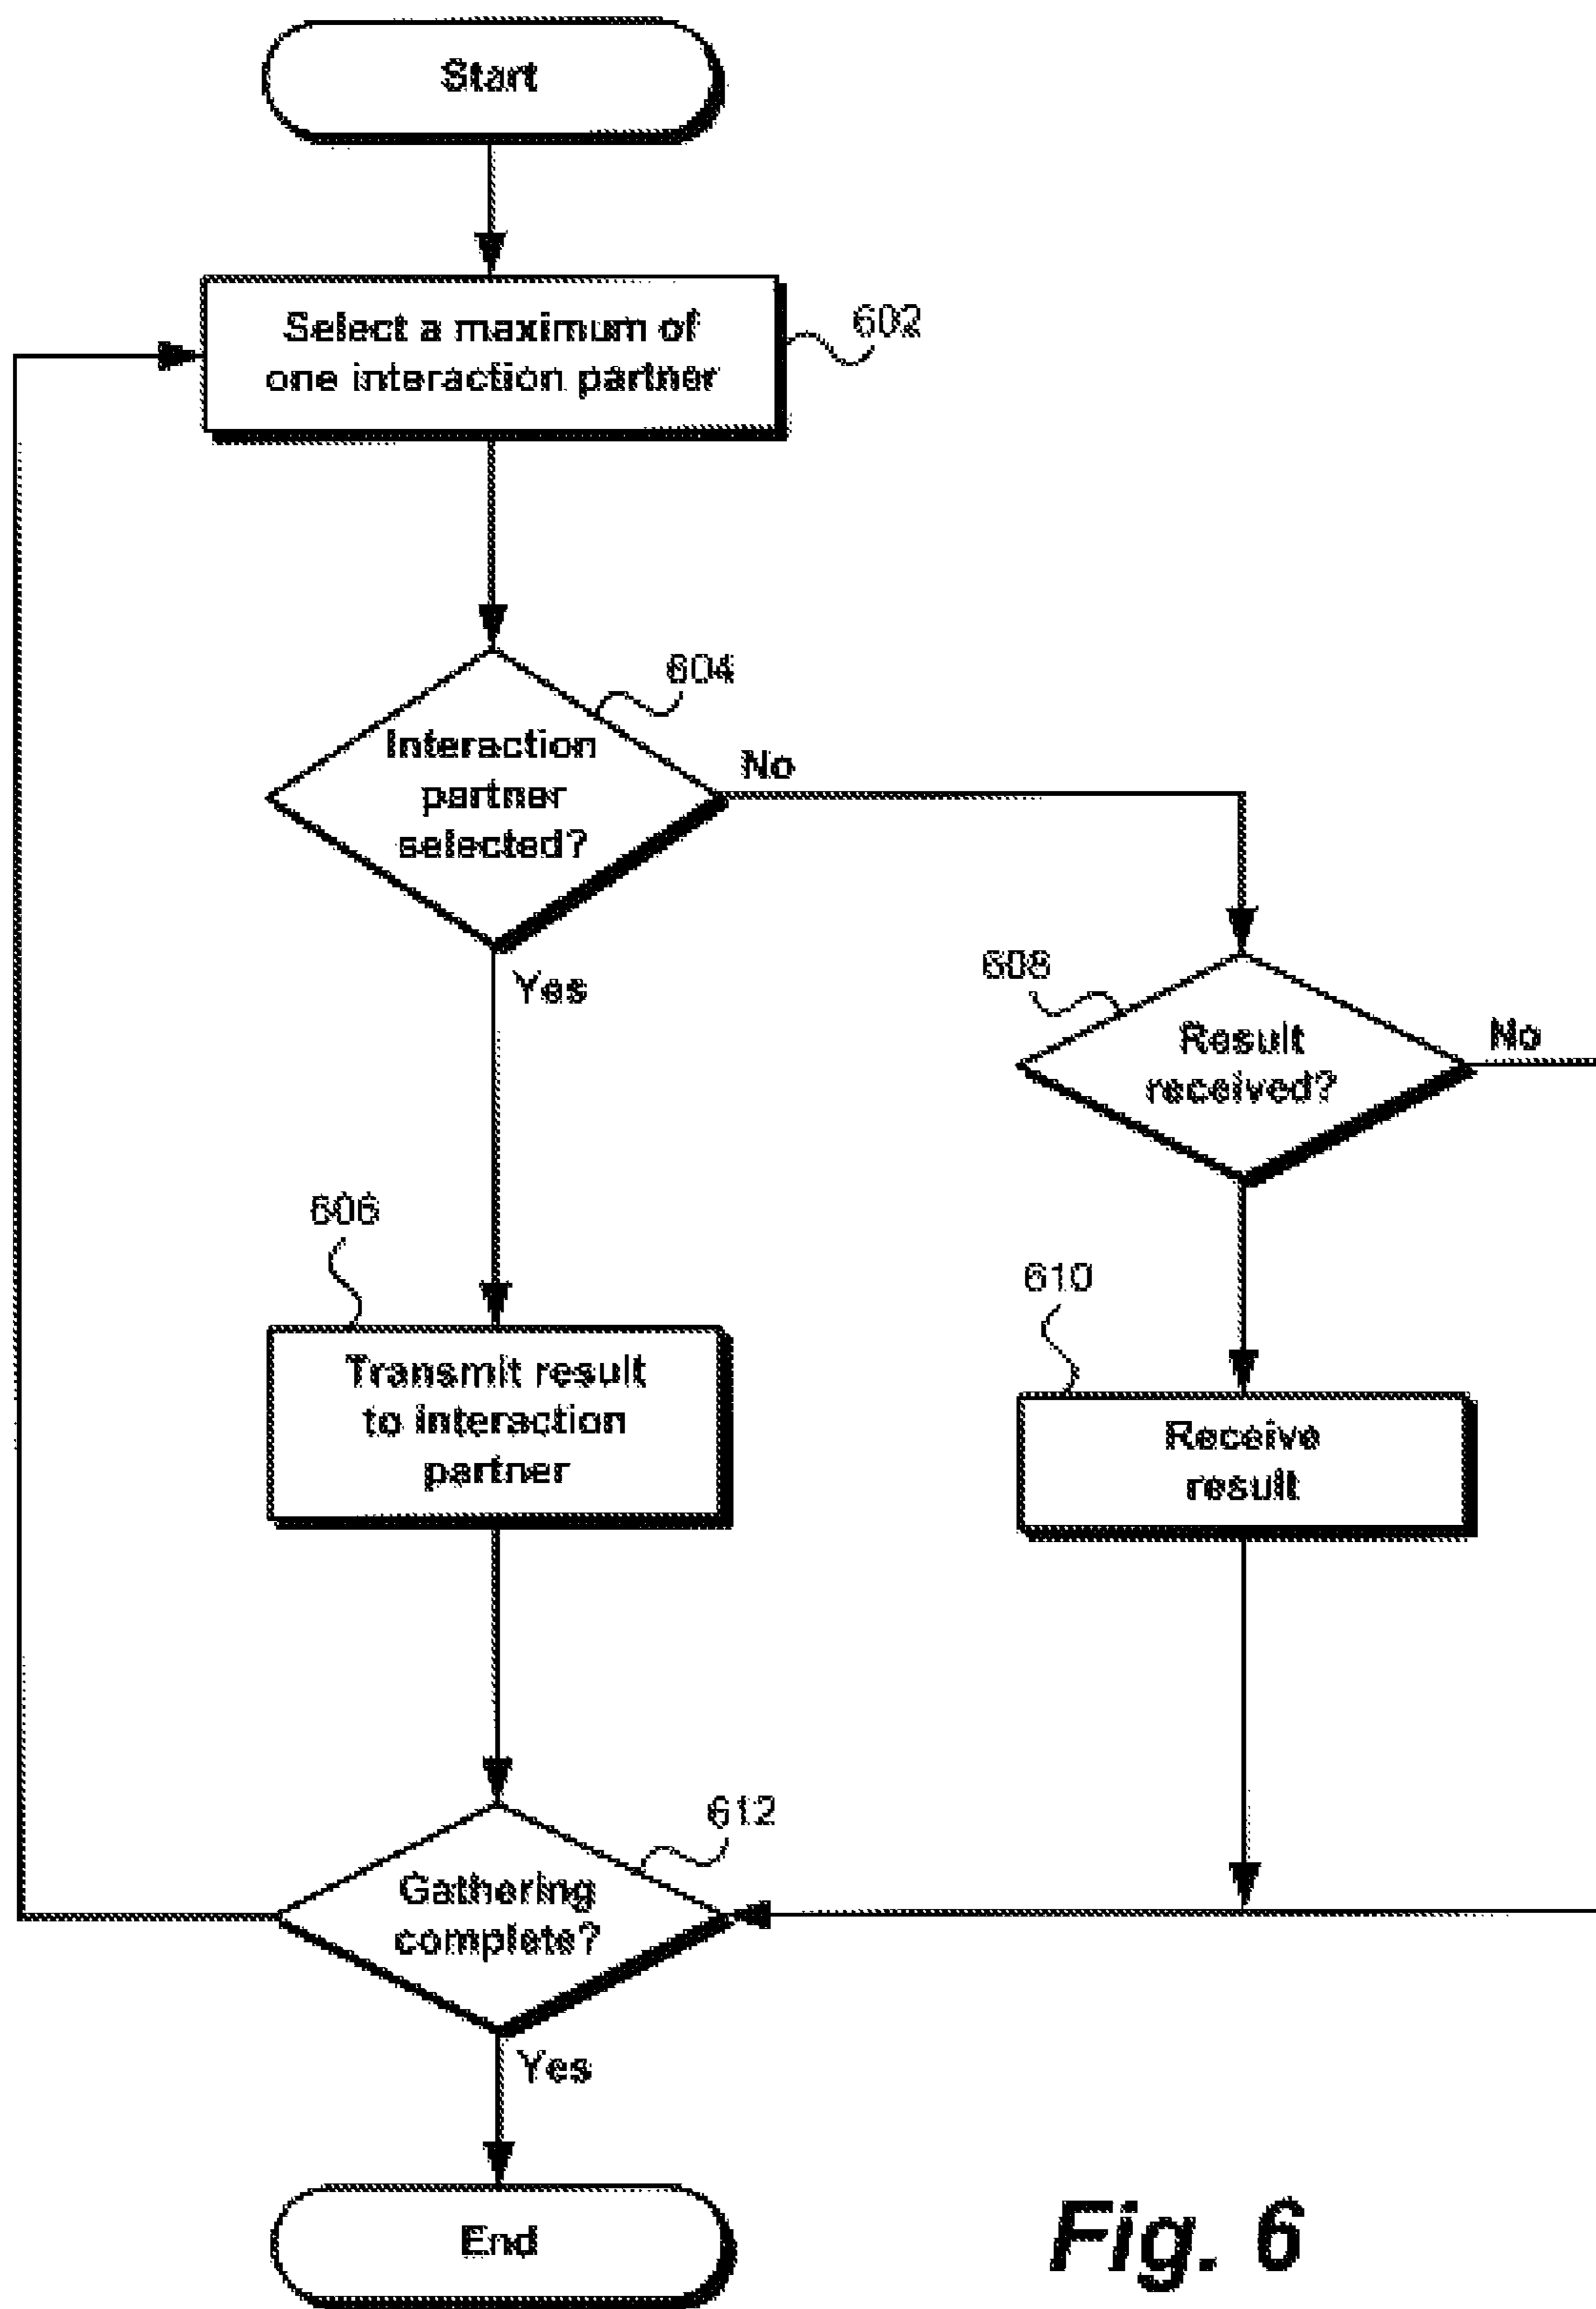 Start
Select a maximum of
one interaction partner
602
604
Interaction
partner
selected?
No
Yes
608
Result
received?
No
606
Transmit result
to interaction
partner
610
Receive
result
612
Gathering
complete?
Yes
End
Fig. 6